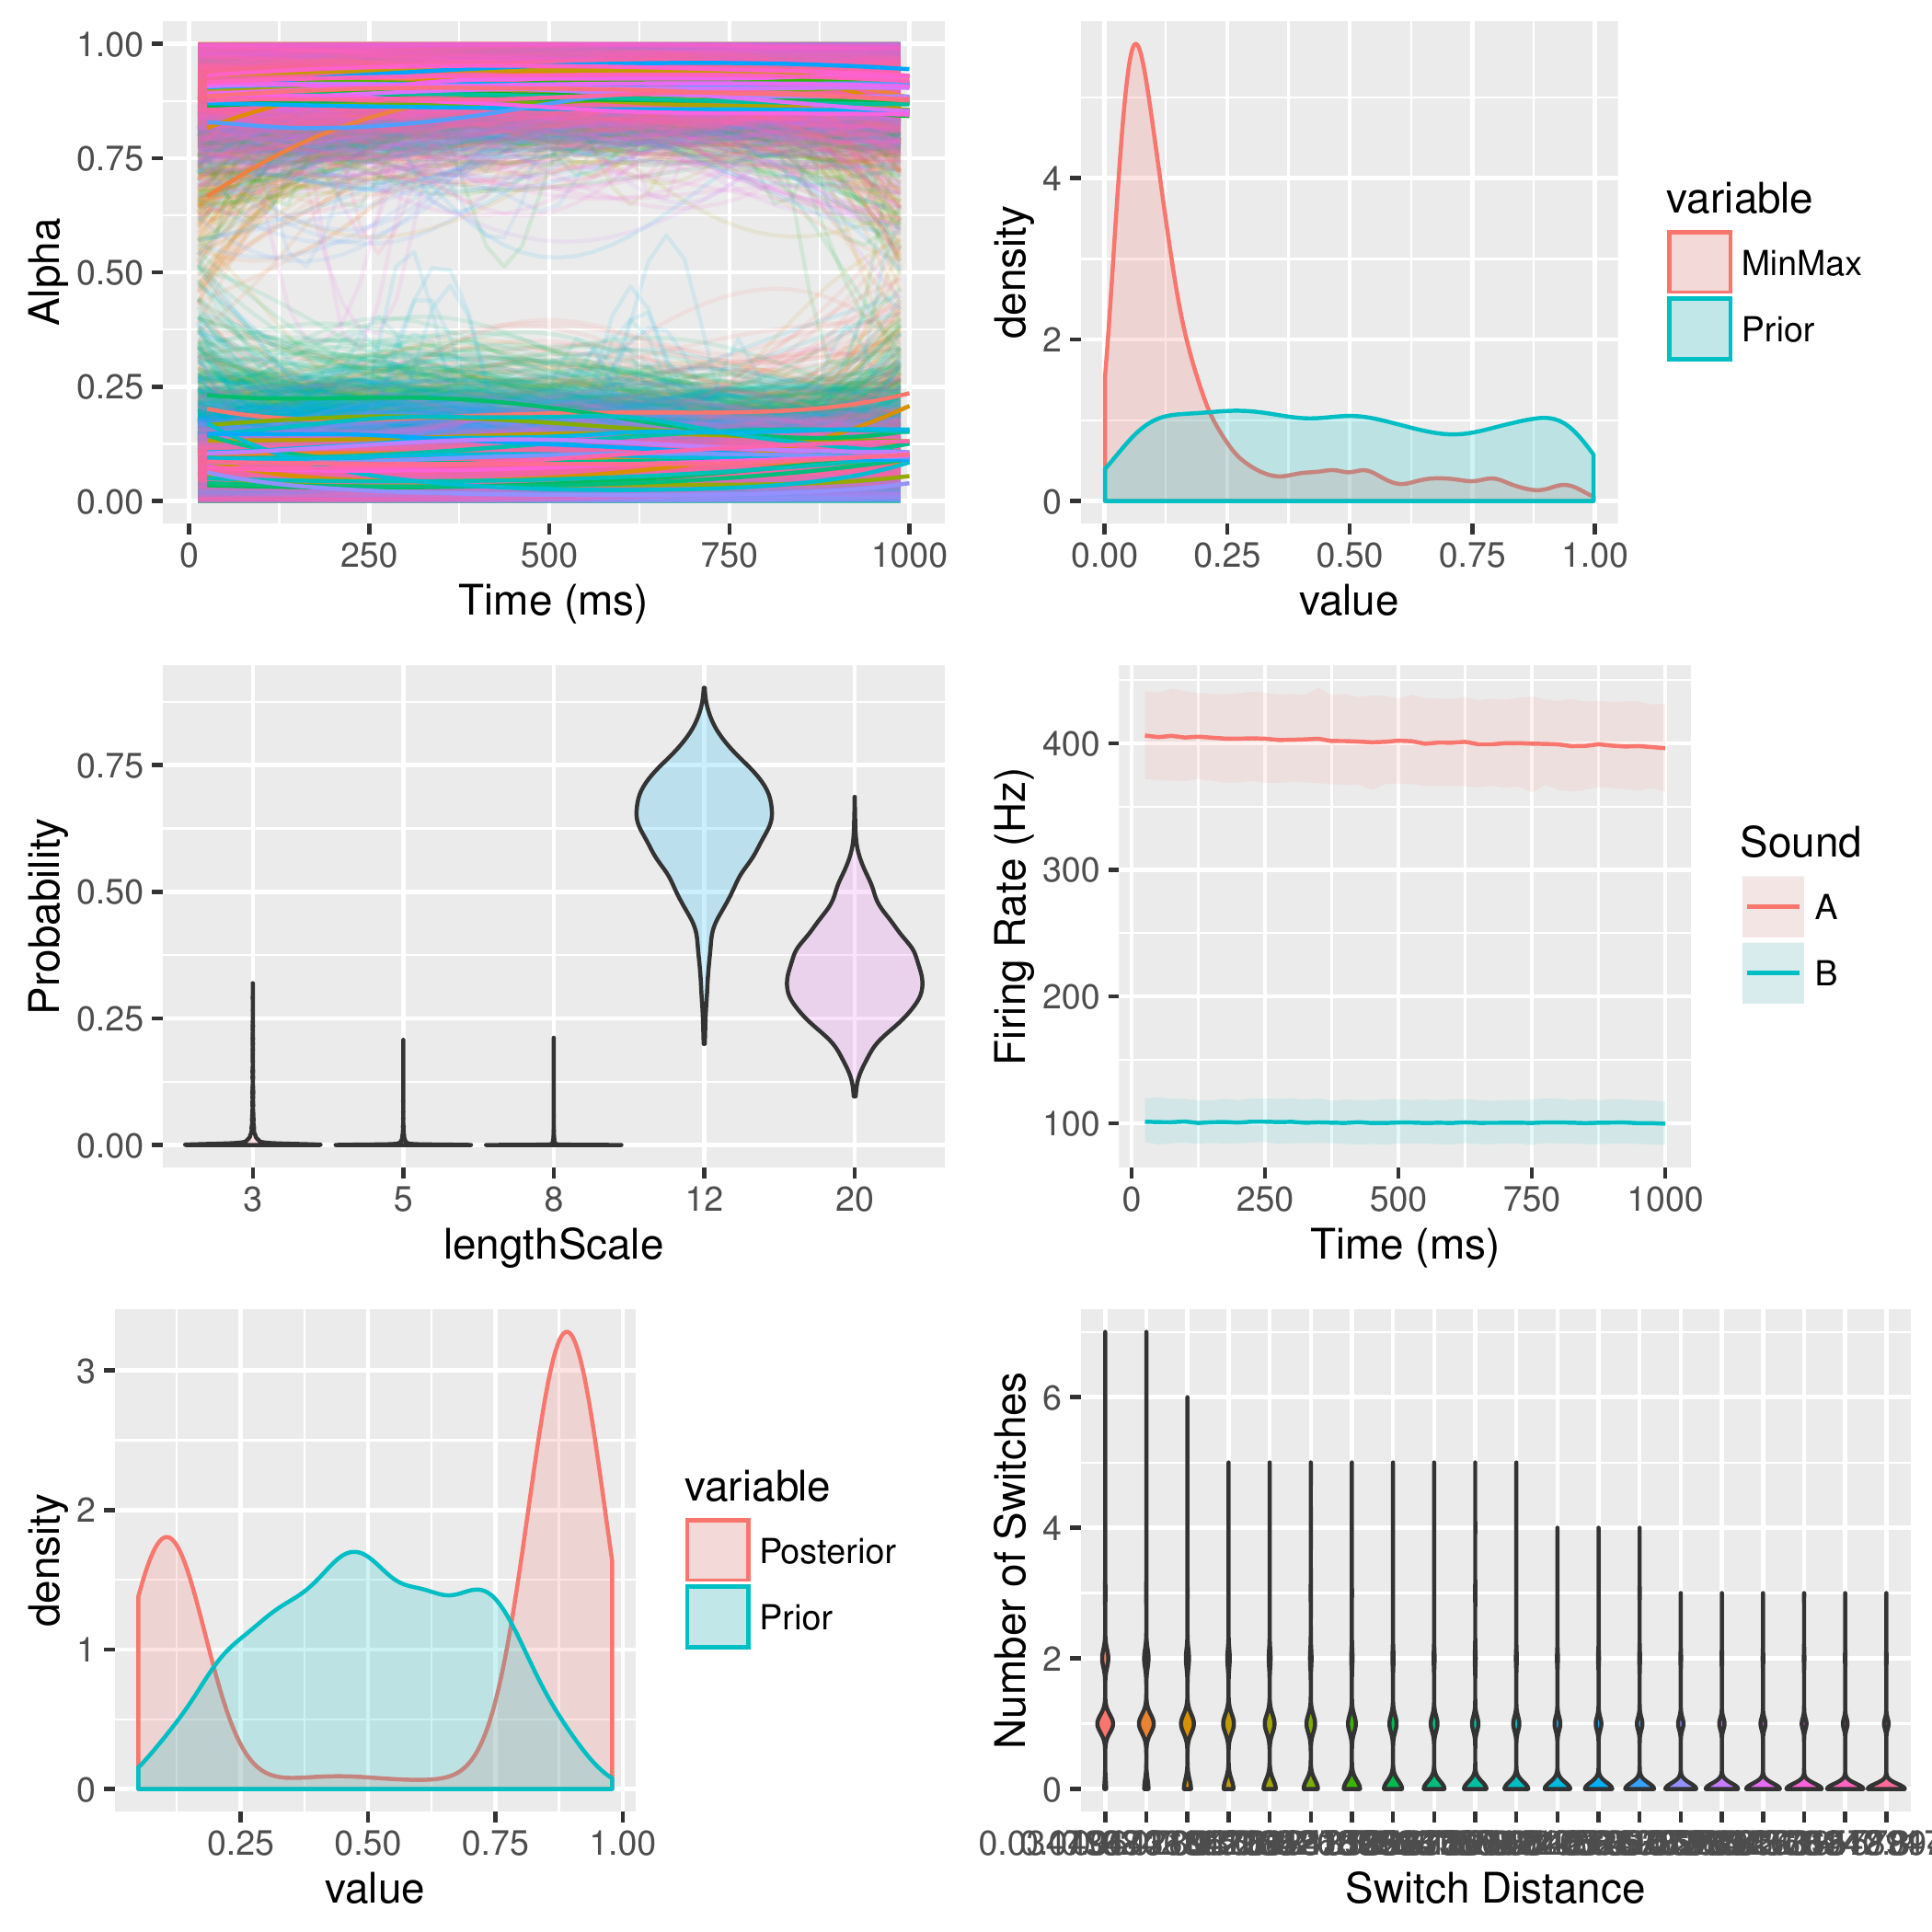 1.00
0.75
0.50
0.25
0.00
Alpha
0 250 500 750 1000
Time (ms)
4
2
0
density
0.00 0.25 0.50 0.75 1.00
value
variable
MinMax
Prior
0.75
0.50
0.25
0.00
Probability
3 5 8 12 20
lengthScale
400
300
200
100
Firing Rate (Hz)
0 250 500 750 1000
Time (ms)
Sound
A
B
3
2
1
0
density
0.25 0.50 0.75 1.00
value
variable
Posterior
Prior
6
4
2
0
Number of Switches
Switch Distance